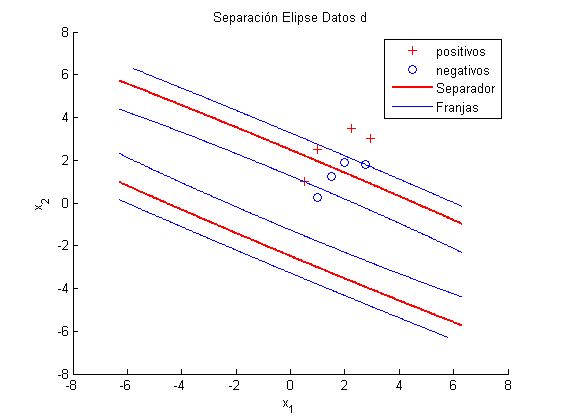 Separación Elipse Datos d
positivos
negativos
Separador
Franjas
8
6
4
2
0
-2
-4
-6
-8
x2
-8
-6
-4
-2
0
2
4
6
8
x1